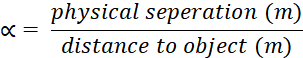 ∝ = physical seperation (m) / distance to object (m)